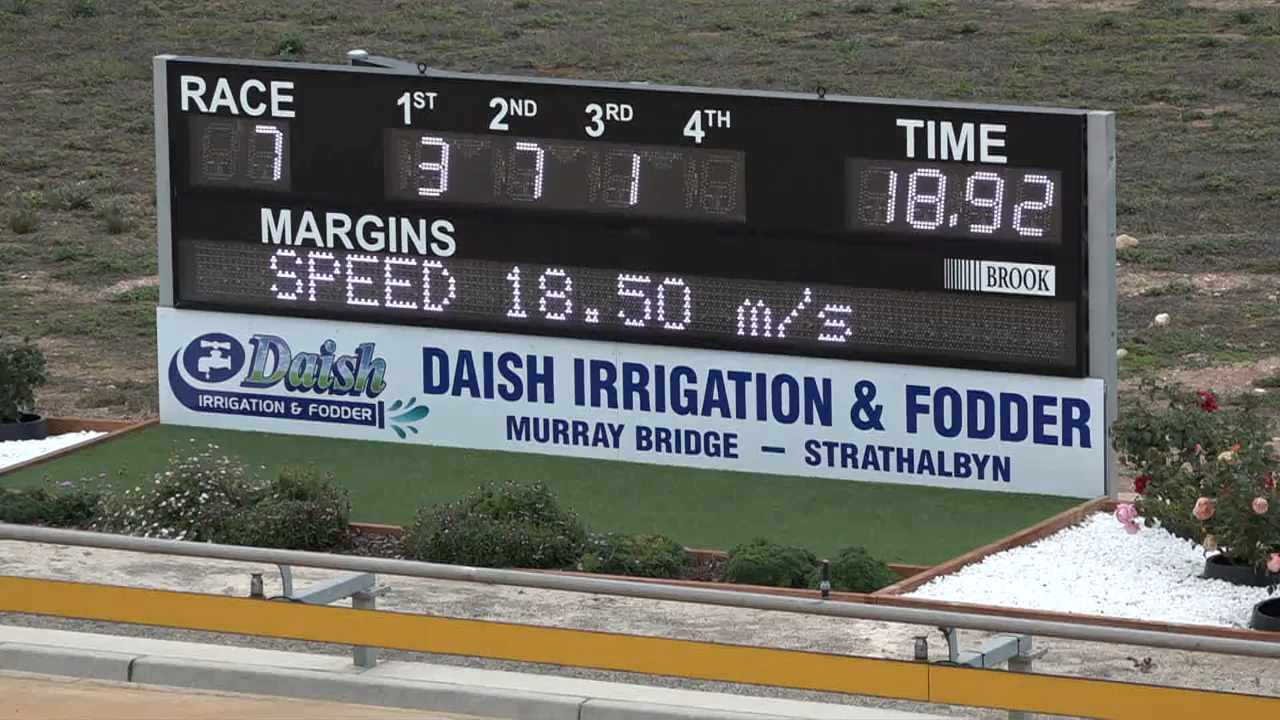 RACE 1ST 2ND 3RD 4TH TIME
7 3 7 1 18.92
MARGINS
BROOK
SPEED 18.50 m/s
Daish
IRRIGATION & FODDER
DAISH IRRIGATION & FODDER
MURRAY BRIDGE – STRATHALBYN